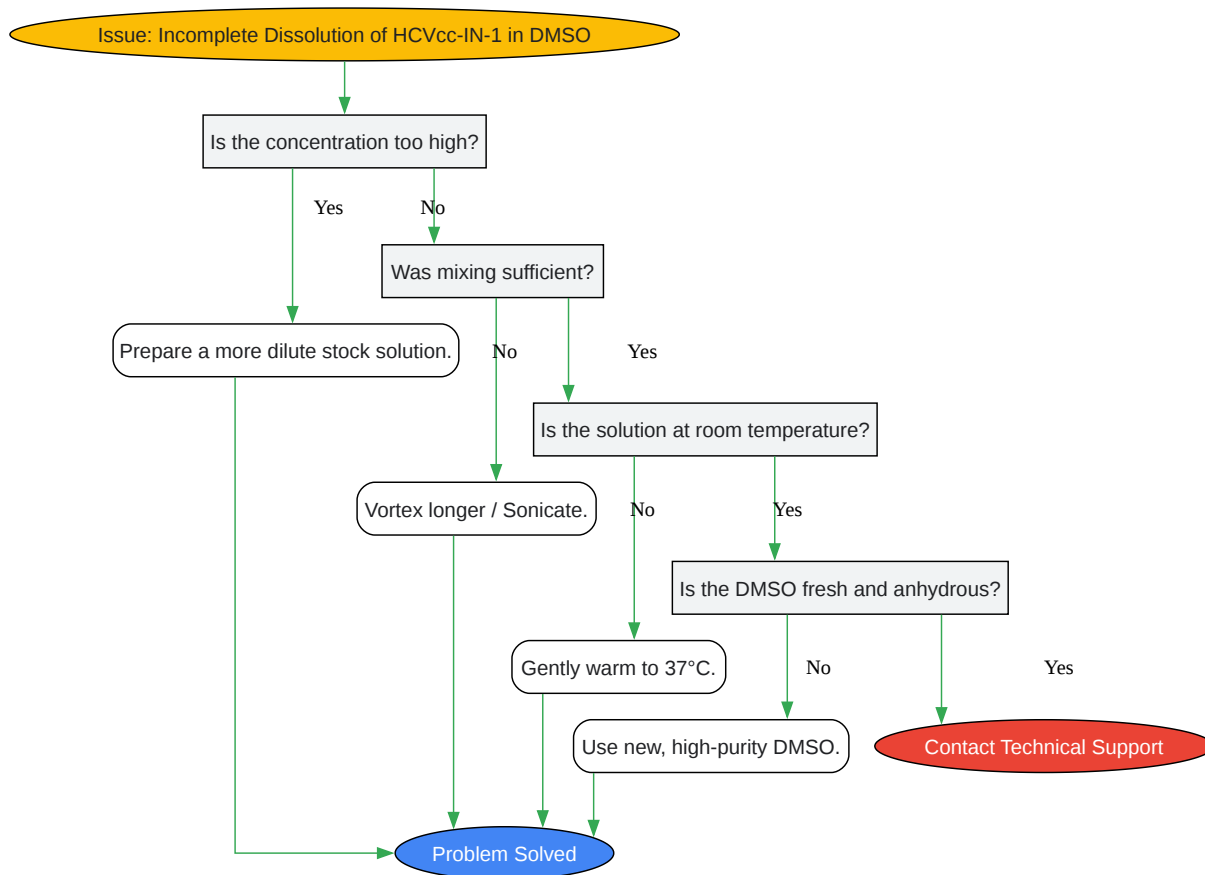 Issue: Incomplete Dissolution of HCVcc-IN-1 in DMSO
Is the concentration too high?
Yes
No
Was mixing sufficient?
Prepare a more dilute stock solution.
No
Yes
Is the solution at room temperature?
Vortex longer / Sonicate.
No
Yes
Is the DMSO fresh and anhydrous?
Gently warm to 37°C.
No
Yes
Use new, high-purity DMSO.
Contact Technical Support
Problem Solved